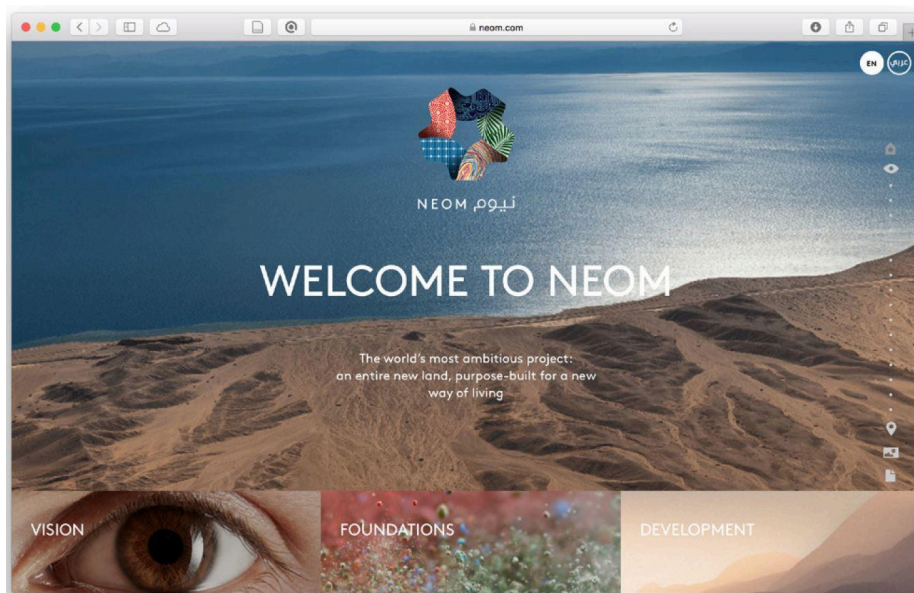 neom.com
EN
عربي
NEOM نيوم
WELCOME TO NEOM
The world's most ambitious project:
an entire new land, purpose-built for a new
way of living
VISION
FOUNDATIONS
DEVELOPMENT